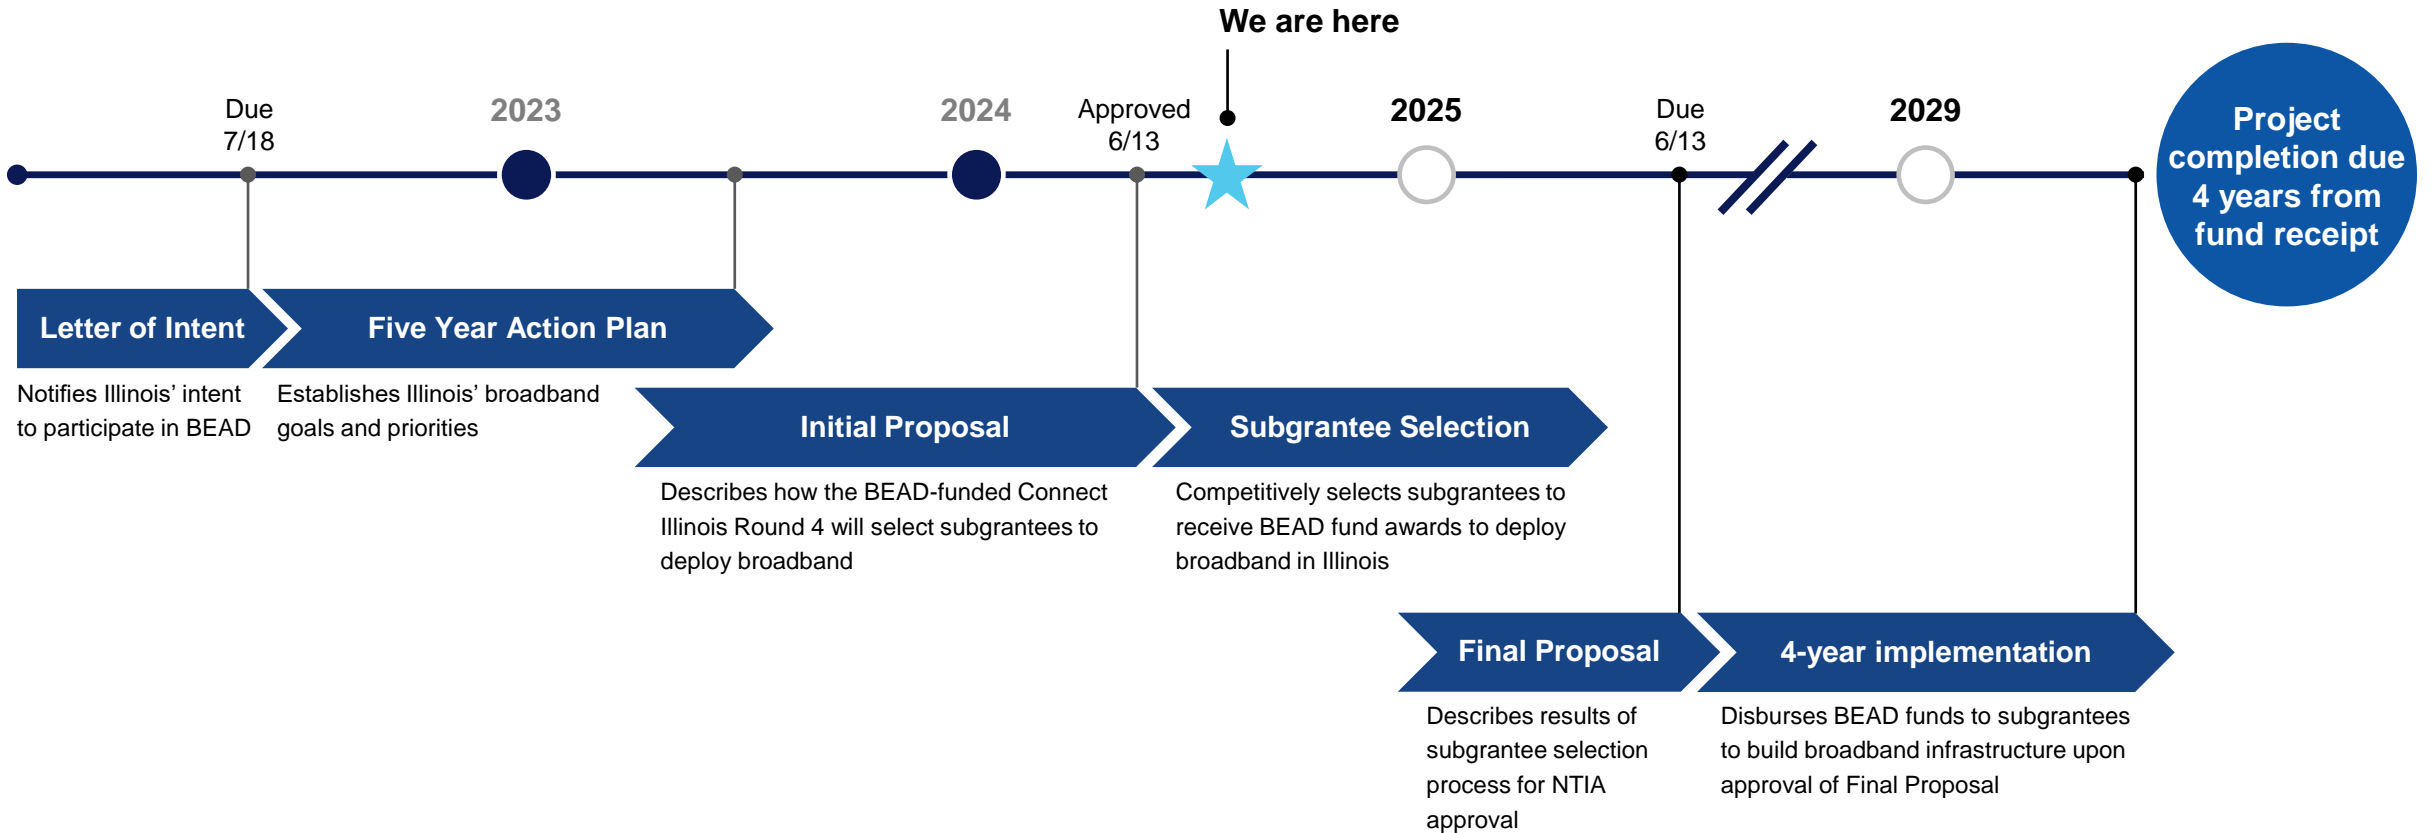 We are here
Due
7/18
2023
2024
Approved
6/13
2025
Due
6/13
2029
Project
completion due
4 years from
fund receipt
Letter of Intent
Five Year Action Plan
Notifies Illinois’ intent
to participate in BEAD
Establishes Illinois’ broadband
goals and priorities
Initial Proposal
Subgrantee Selection
Describes how the BEAD-funded Connect
Illinois Round 4 will select subgrantees to
deploy broadband
Competitively selects subgrantees to
receive BEAD fund awards to deploy
broadband in Illinois
Final Proposal
4-year implementation
Describes results of
subgrantee selection
process for NTIA
approval
Disburses BEAD funds to subgrantees
to build broadband infrastructure upon
approval of Final Proposal